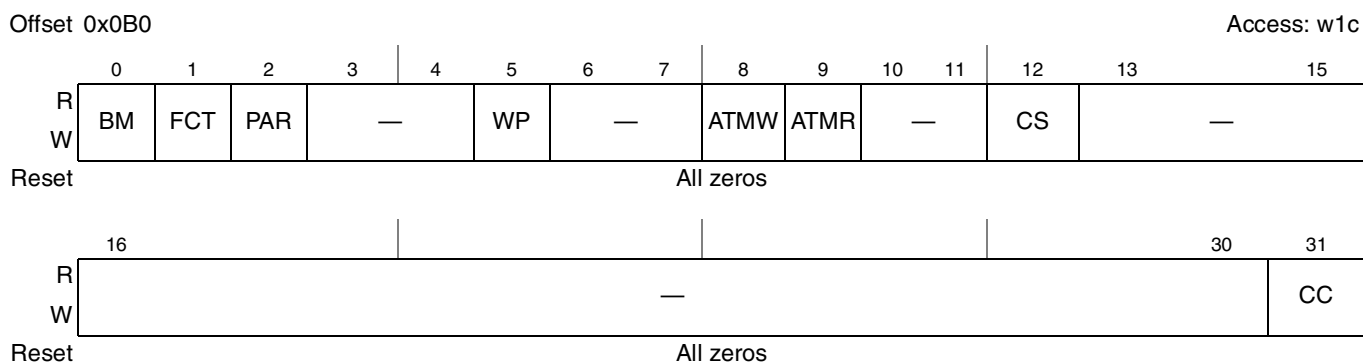 Offset 0x0B0 Access: w1c
0 1 2 3 4 5 6 7 8 9 10 11 12 13 15
R
W
BM FCT PAR — WP — ATMW ATMR — CS —
Reset All zeros
16 30 31
R
W
— CC
Reset All zeros